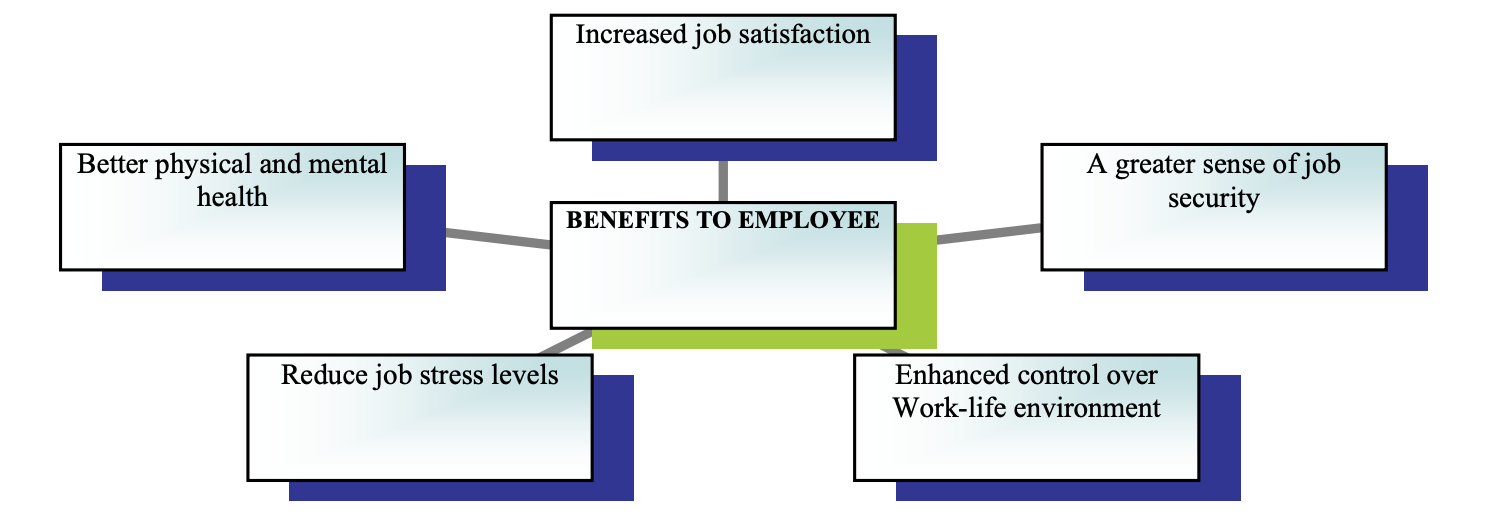 Increased job satisfaction
Better physical and mental
health
A greater sense of job
security
BENEFITS TO EMPLOYEE
Reduce job stress levels
Enhanced control over
Work-life environment